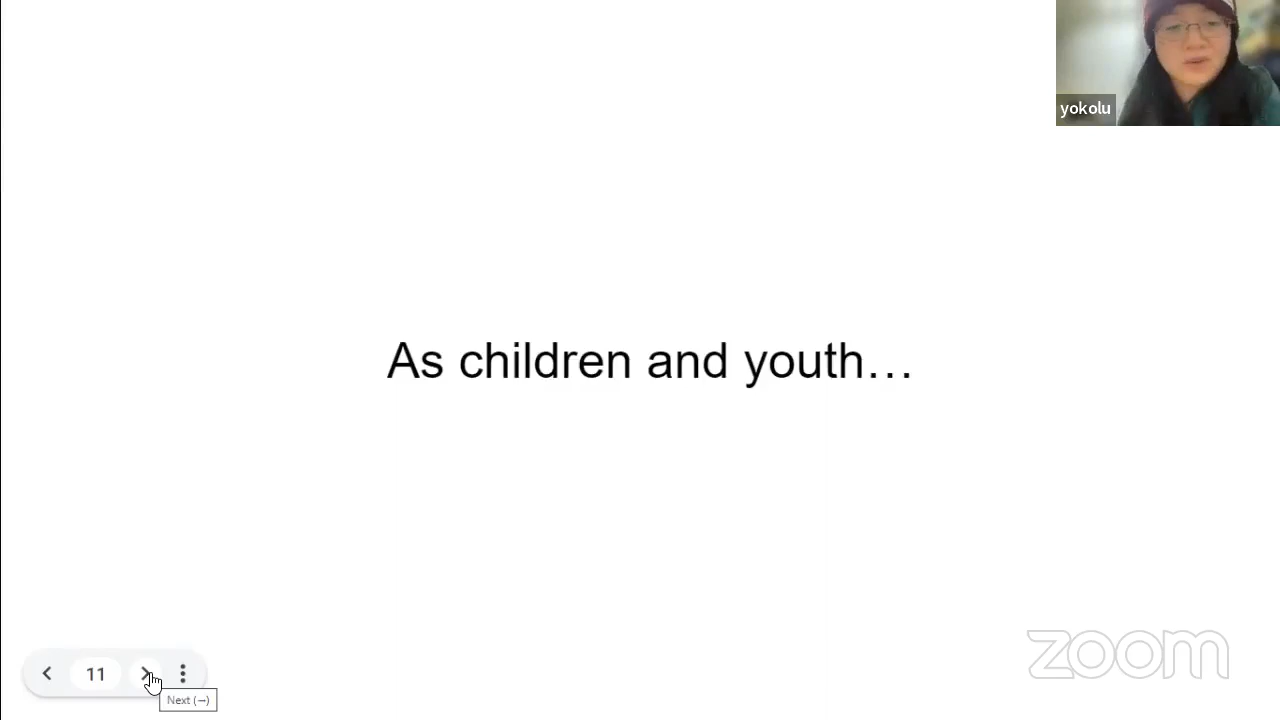 yokolu
As children and youth…
11
Next (→)
zoom